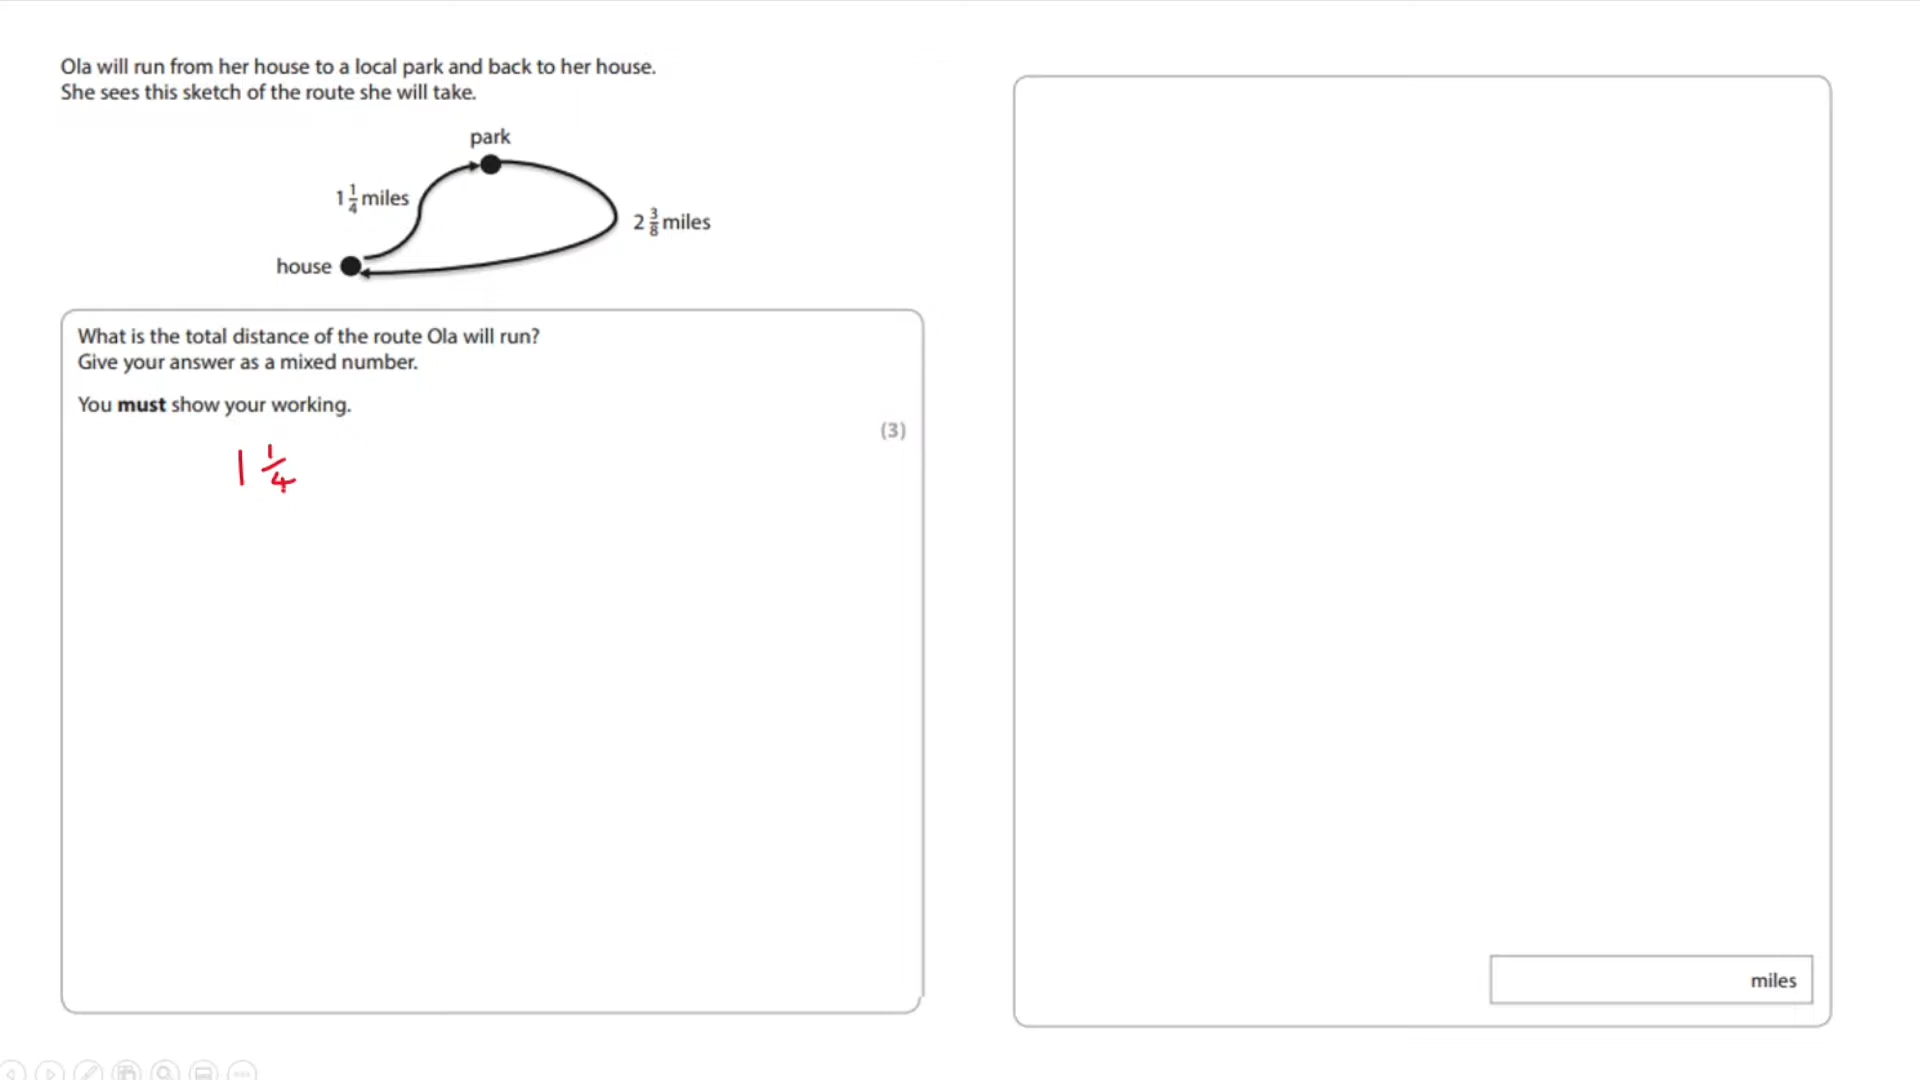 Ola will run from her house to a local park and back to her house.
She sees this sketch of the route she will take.
park
1 1/4 miles
2 3/8 miles
house
What is the total distance of the route Ola will run?
Give your answer as a mixed number.
You must show your working.
(3)
1 1/4
miles